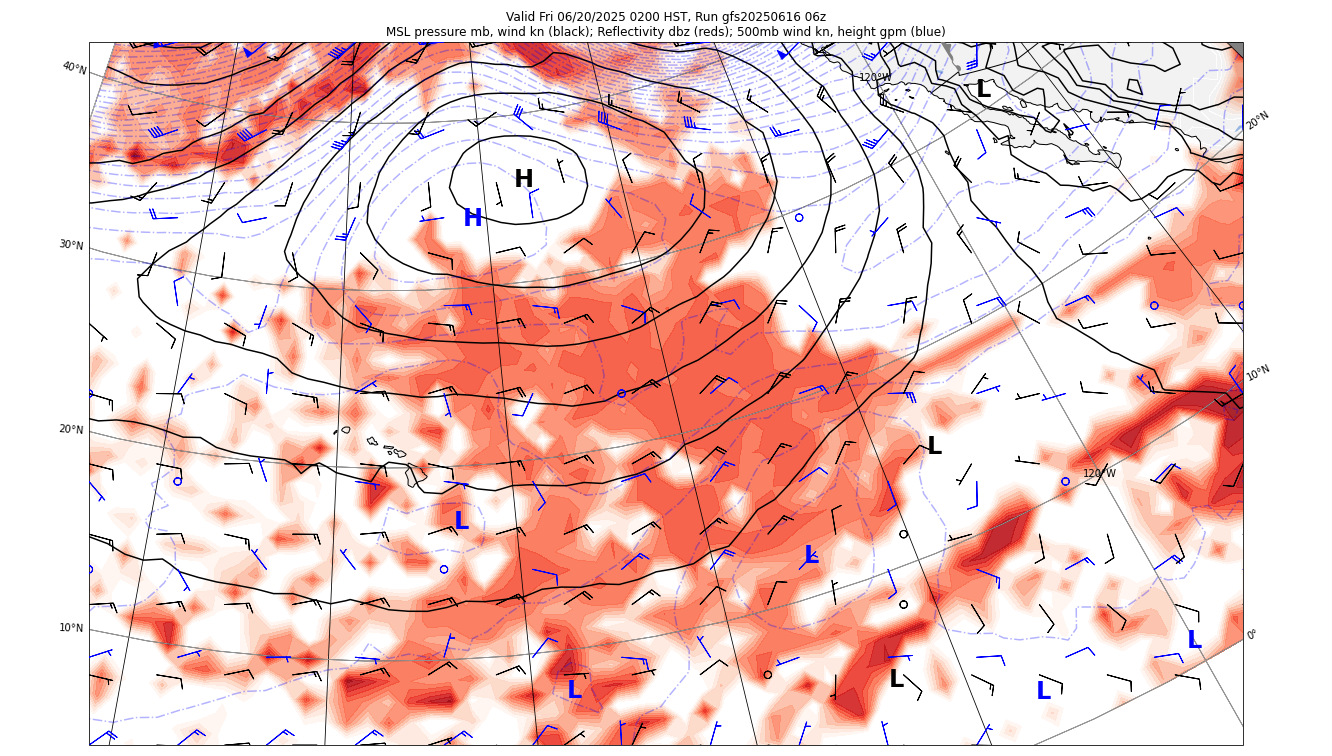 Valid Fri 06/20/2025 0200 HST, Run gfs20250616 06z
MSL pressure mb, wind kn (black); Reflectivity dbz (reds); 500mb wind kn, height gpm (blue)
40°N
120°W
L
20°N
H
H
30°N
10°N
20°N
L
120°W
L
L
10°N
0°
L
L
L
L